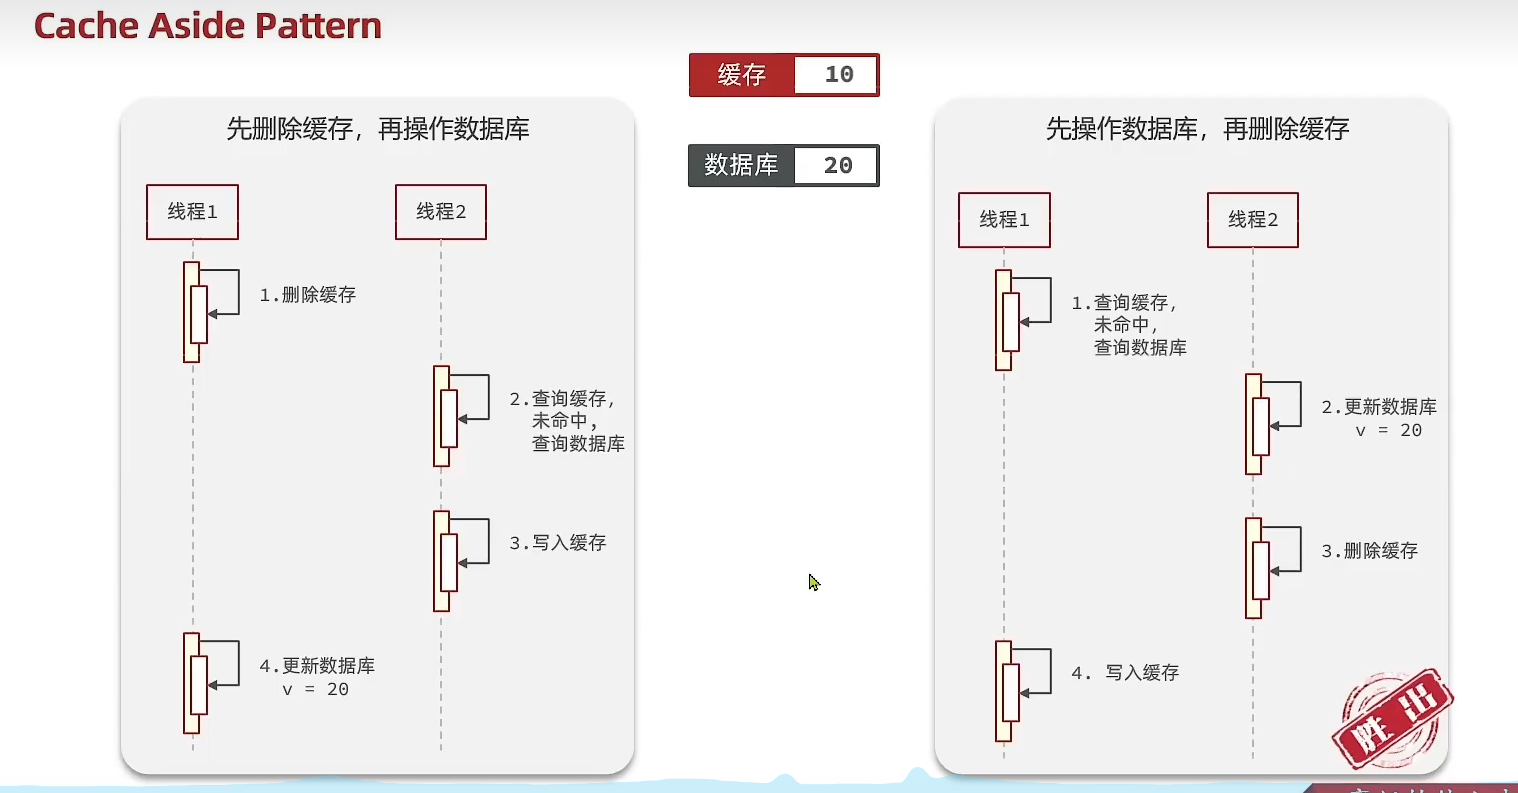 Cache Aside Pattern
缓存 10
数据库 20
先删除缓存，再操作数据库
线程1
线程2
1.删除缓存
2.查询缓存，
未命中，
查询数据库
3.写入缓存
4.更新数据库
v = 20
先操作数据库，再删除缓存
线程1
线程2
1.查询缓存，
未命中，
查询数据库
2.更新数据库
v = 20
3.删除缓存
4. 写入缓存
胜出